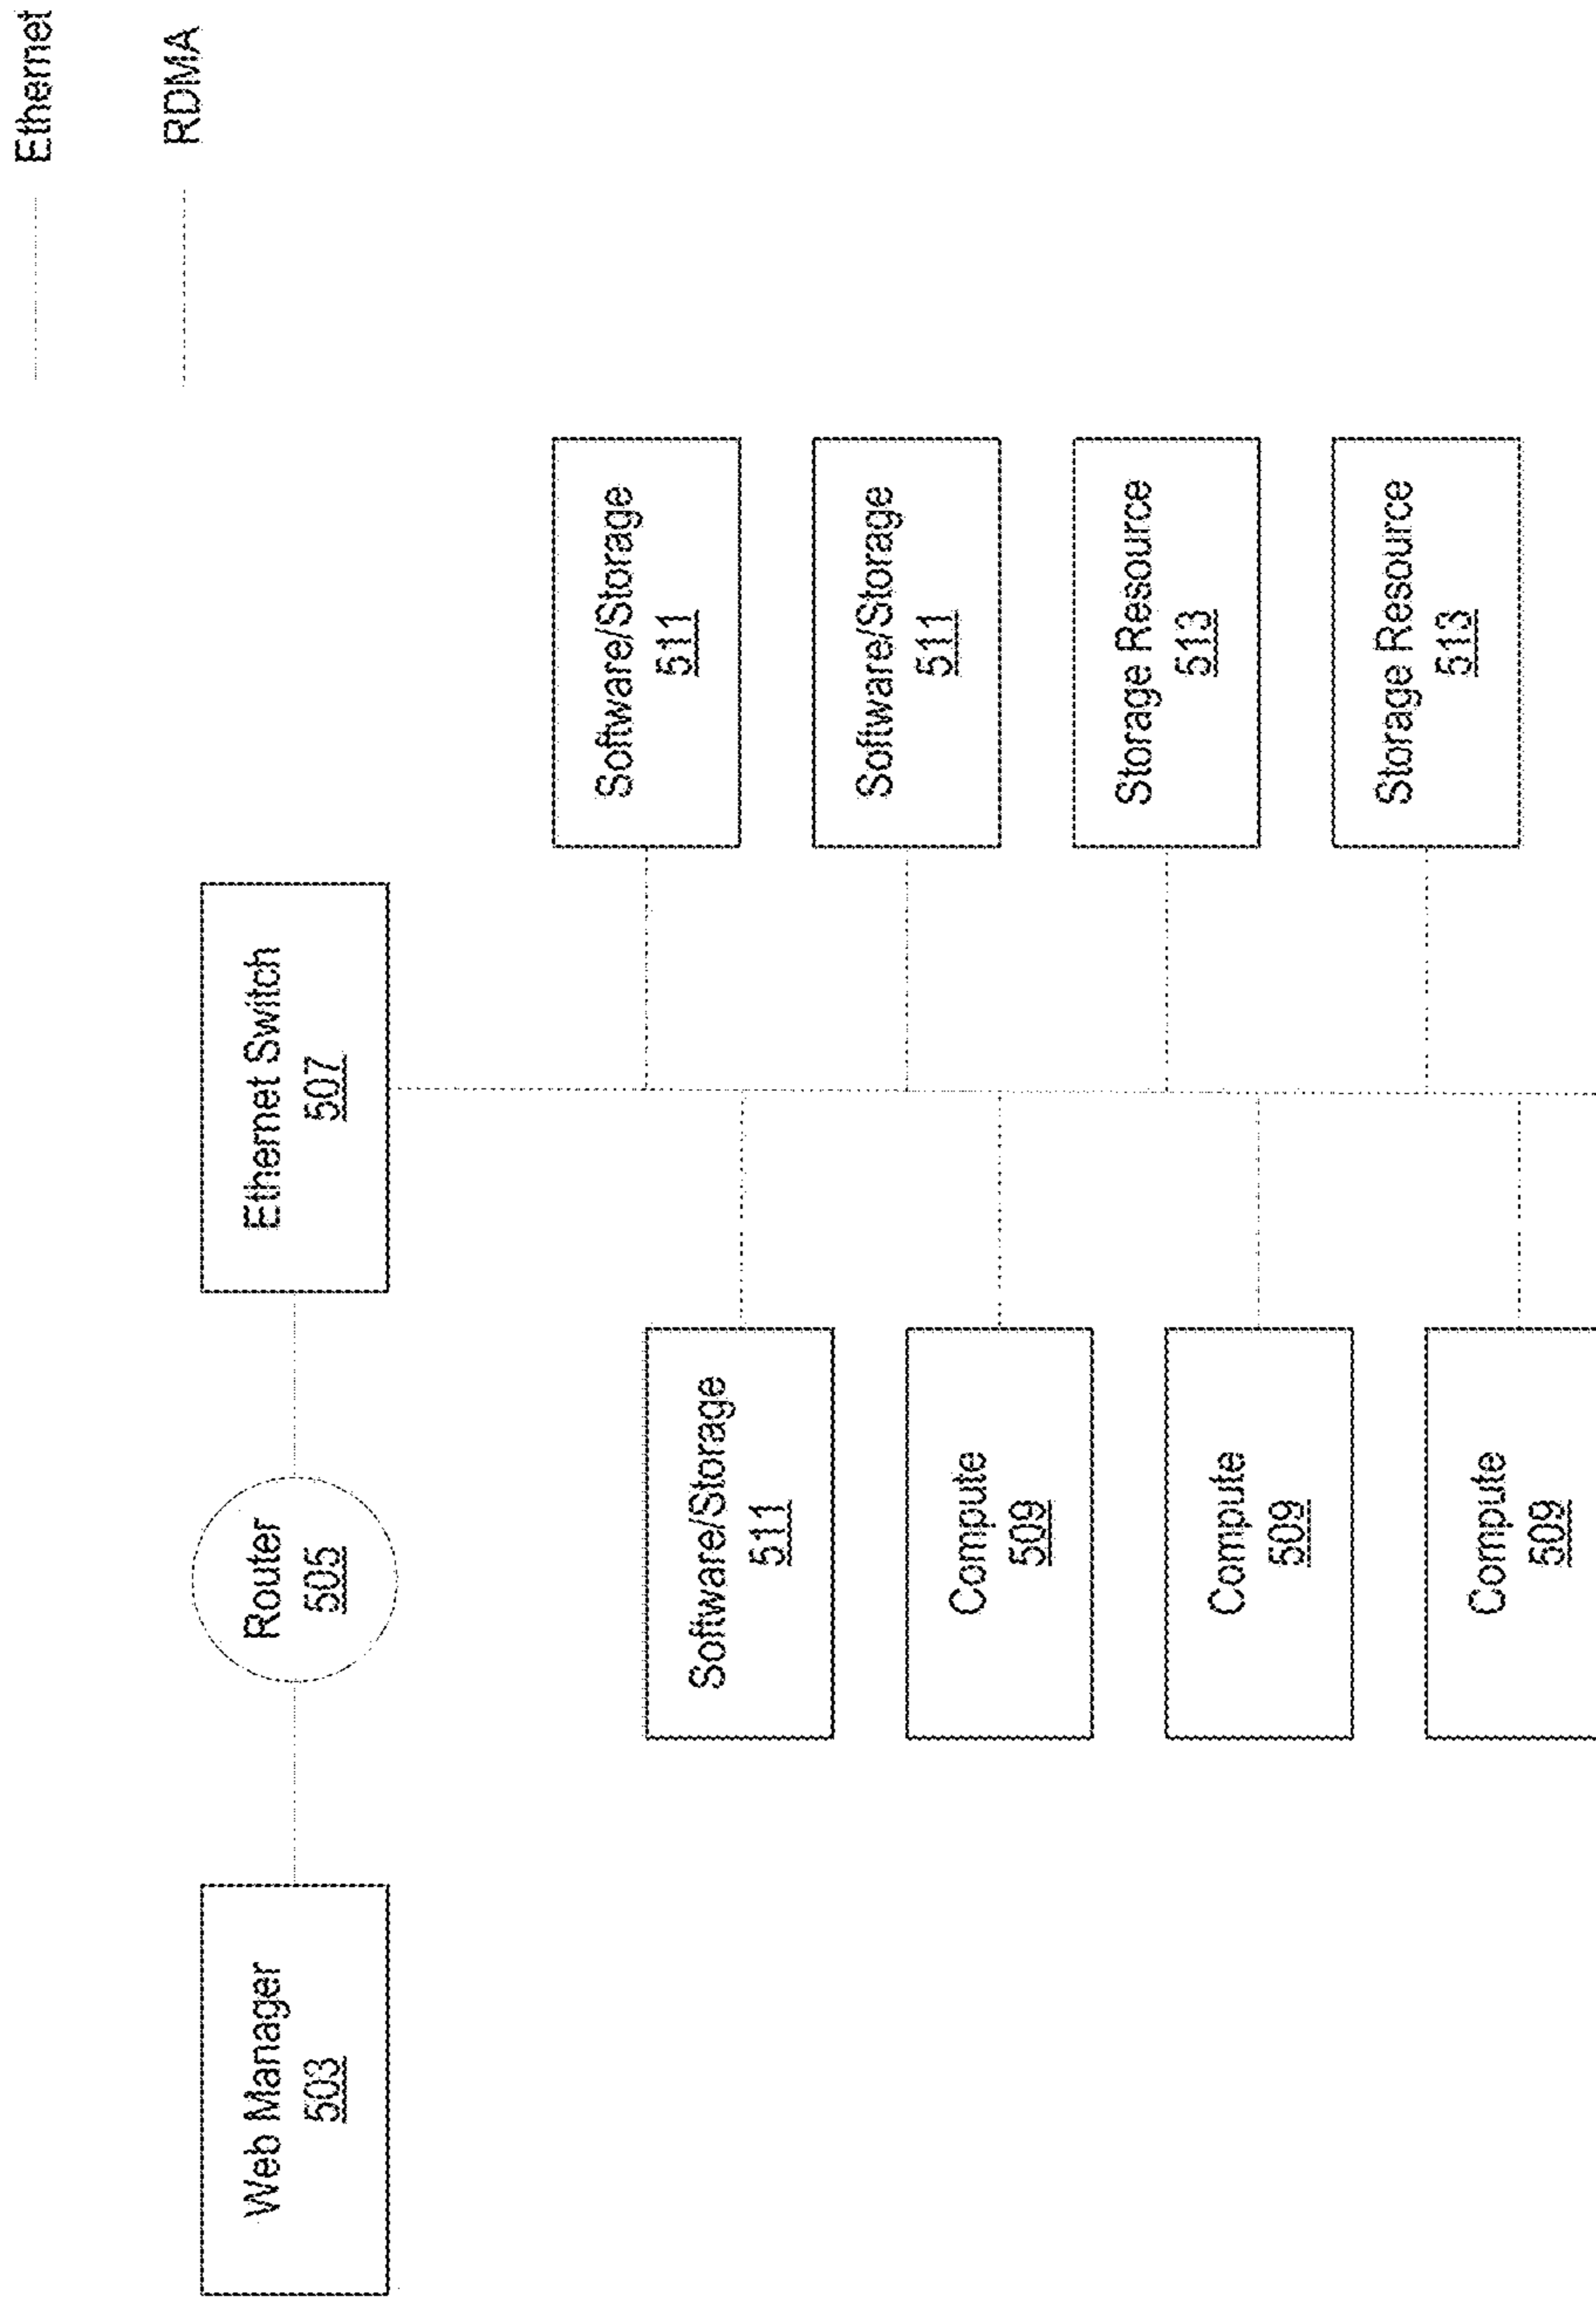 Ethernet
RDMA
Web Manager
503
Router
505
Ethernet Switch
507
Software/Storage
511
Software/Storage
511
Compute
509
Software/Storage
511
Compute
509
Storage Resource
513
Compute
509
Storage Resource
513